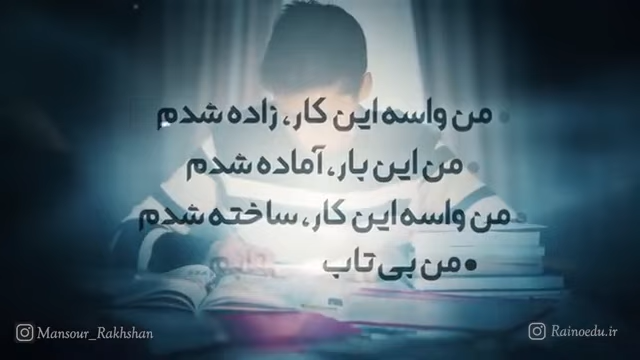 من واسه این کار، زاده شدم
من این بار، آماده شدم
من واسه این کار، ساخته شدم
من بی تاب
Mansour_Rakhshan
Rainoedu.ir